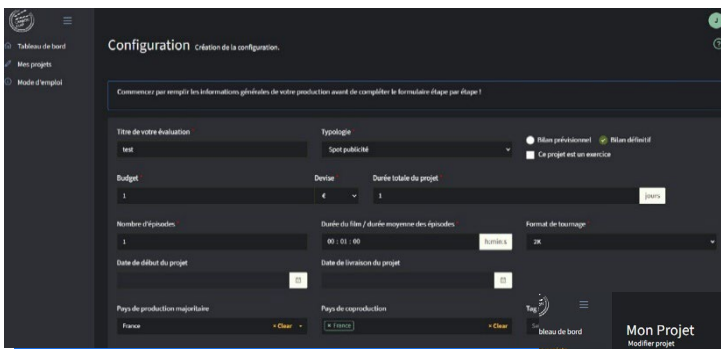 J
Tableau de bord
Mes projets
Mode d'emploi
Configuration Création de la configuration.
Commencez par remplir les informations générales de votre production avant de compléter le formulaire étape par étape !
Titre de votre évaluation *
test
Typologie *
Spot publicité
Bilan prévisionnel
Bilan définitif
Ce projet est un exercice
Budget *
1
Devise *
€
Durée totale du projet *
1
jours
Nombre d'épisodes *
1
Durée du film / durée moyenne des épisodes *
00 : 01 : 00
Format de tournage *
2K
Date de début du projet
Date de livraison du projet
Pays de production majoritaire
France
× Clear
Pays de coproduction
× France
× Clear
Tag
bleau de bord
Mon Projet
Modifier projet